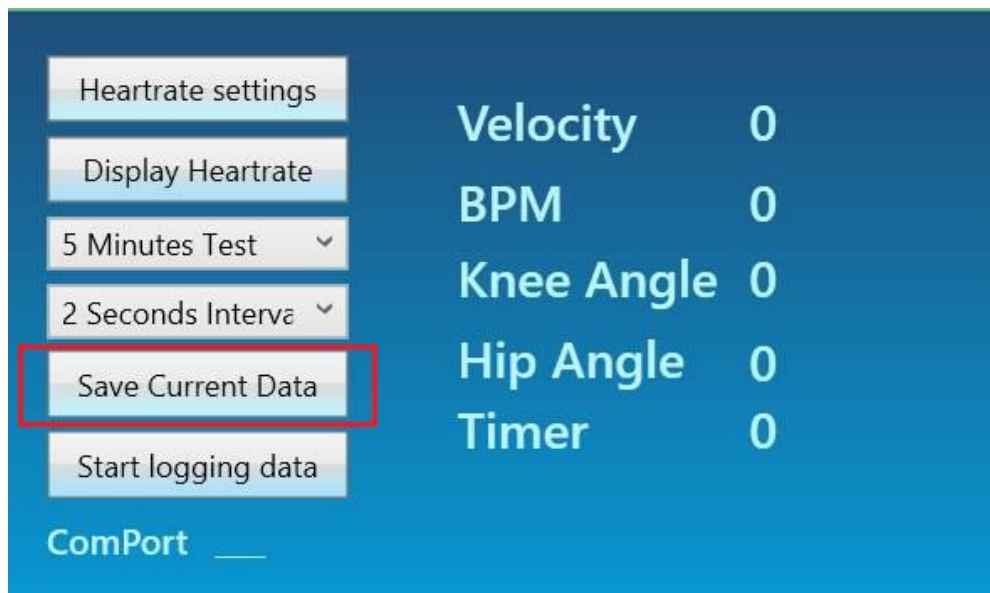 Heartrate settings
Display Heartrate
5 Minutes Test
2 Seconds Interva
Save Current Data
Start logging data
ComPort __
Velocity 0
BPM 0
Knee Angle 0
Hip Angle 0
Timer 0